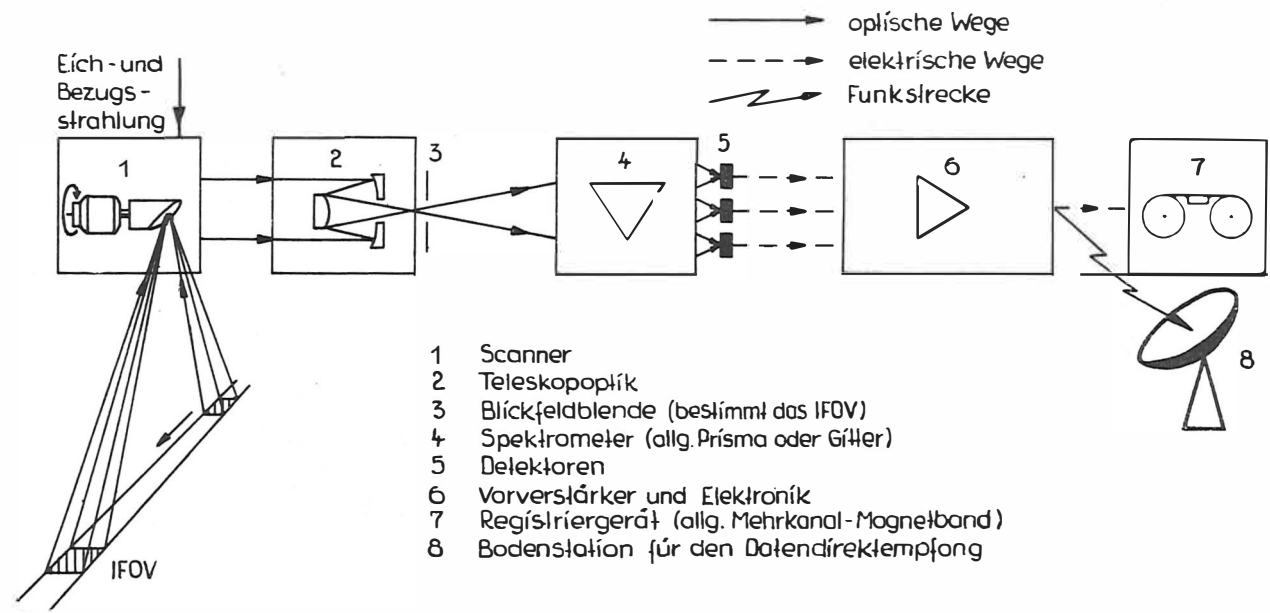 optische Wege
elektrische Wege
Funkstrecke
Eich- und
Bezugs-
strahlung
1
2
3
4
5
6
7
8
IFOV
1 Scanner
2 Teleskopoptik
3 Blickfeldblende (bestimmt das IFOV)
4 Spektrometer (allg. Prisma oder Gitter)
5 Detektoren
6 Vorverstärker und Elektronik
7 Registriergerät (allg. Mehrkanal-Magnetband)
8 Bodenstation für den Datendirektempfang